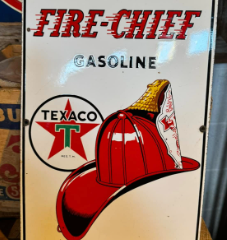 FIRE-CHIEF
GASOLINE
TEXACO
T